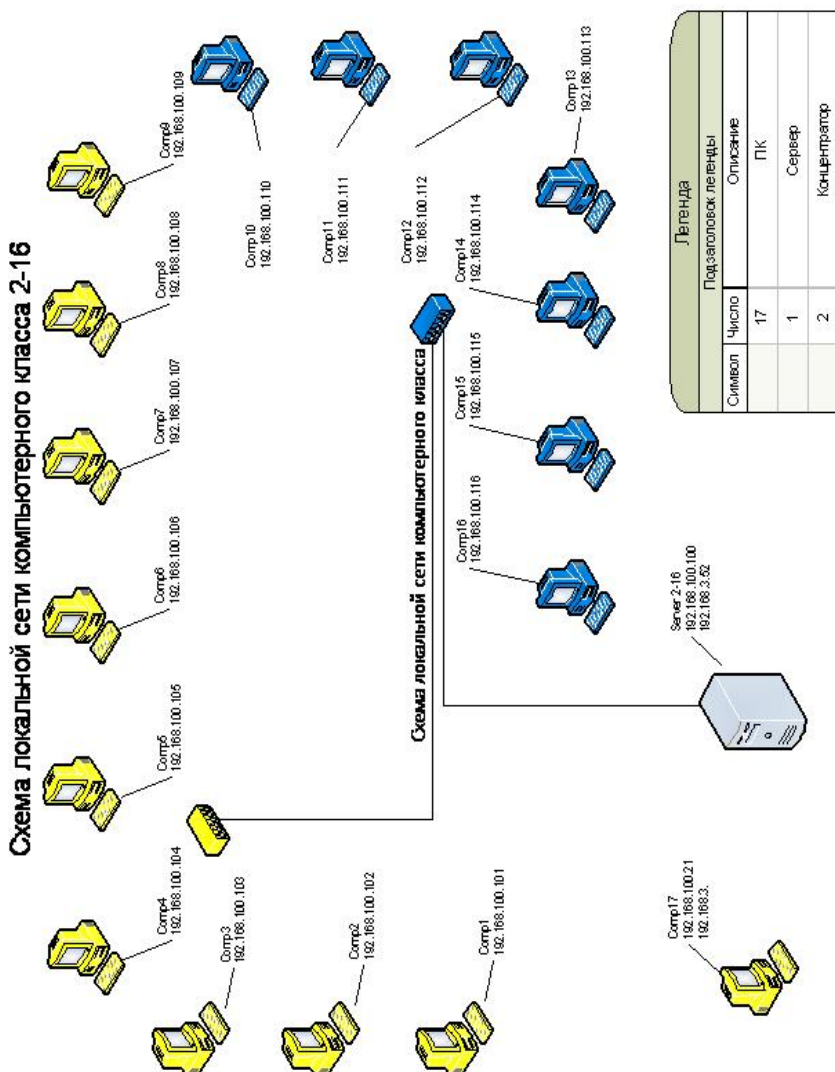 Схема локальной сети компьютерного класса 2-16
Comp4
192.168.100.104
Comp5
192.168.100.105
Comp6
192.168.100.106
Comp7
192.168.100.107
Comp8
192.168.100.108
Comp9
192.168.100.109
Comp3
192.168.100.103
Comp2
192.168.100.102
Comp1
192.168.100.101
Comp10
192.168.100.110
Comp11
192.168.100.111
Comp12
192.168.100.112
Схема локальной сети компьютерного класса
Comp16
192.168.100.116
Comp15
192.168.100.115
Comp14
192.168.100.114
Comp13
192.168.100.113
Comp17
192.168.100.21
192.168.3.
Server 2-16
192.168.100.100
192.168.3.52
Легенда
Подзаголовок легенды
Символ Число Описание
17 ПК
1 Сервер
2 Концентратор